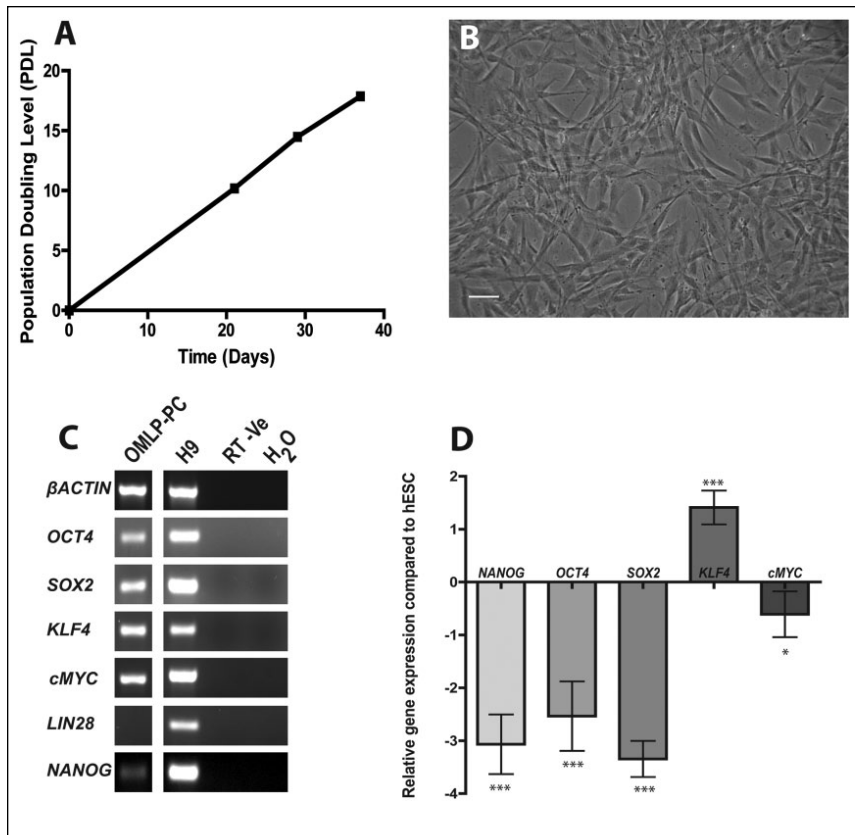 A
Population Doubling Level (PDL)
20
15
10
5
0
0 10 20 30 40
Time (Days)
B
C
OMLP-PC H9 RT -Ve H2O
βACTIN
OCT4
SOX2
KLF4
cMYC
LIN28
NANOG
D
Relative gene expression compared to hESC
2
1
0
-1
-2
-3
-4
NANOG OCT4 SOX2 KLF4 cMYC
*** *** *** *** *